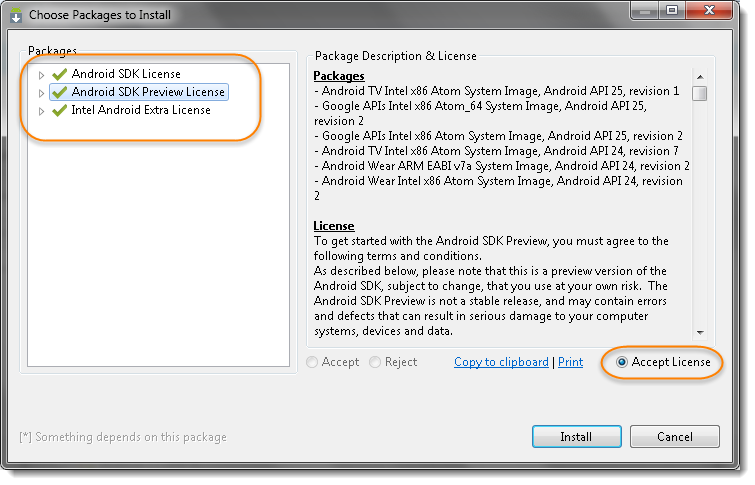 Choose Packages to Install
Packages
Android SDK License
Android SDK Preview License
Intel Android Extra License
Package Description & License
Packages
- Android TV Intel x86 Atom System Image, Android API 25, revision 1
- Google APIs Intel x86 Atom_64 System Image, Android API 25,
revision 2
- Google APIs Intel x86 Atom System Image, Android API 25, revision 2
- Android TV Intel x86 Atom System Image, Android API 24, revision 7
- Android Wear ARM EABI v7a System Image, Android API 24, revision 2
- Android Wear Intel x86 Atom System Image, Android API 24, revision
2
License
To get started with the Android SDK Preview, you must agree to the
following terms and conditions.
As described below, please note that this is a preview version of the
Android SDK, subject to change, that you use at your own risk.  The
Android SDK Preview is not a stable release, and may contain errors
and defects that can result in serious damage to your computer
systems, devices and data.
Accept Reject Copy to clipboard | Print Accept License
[*] Something depends on this package
Install Cancel